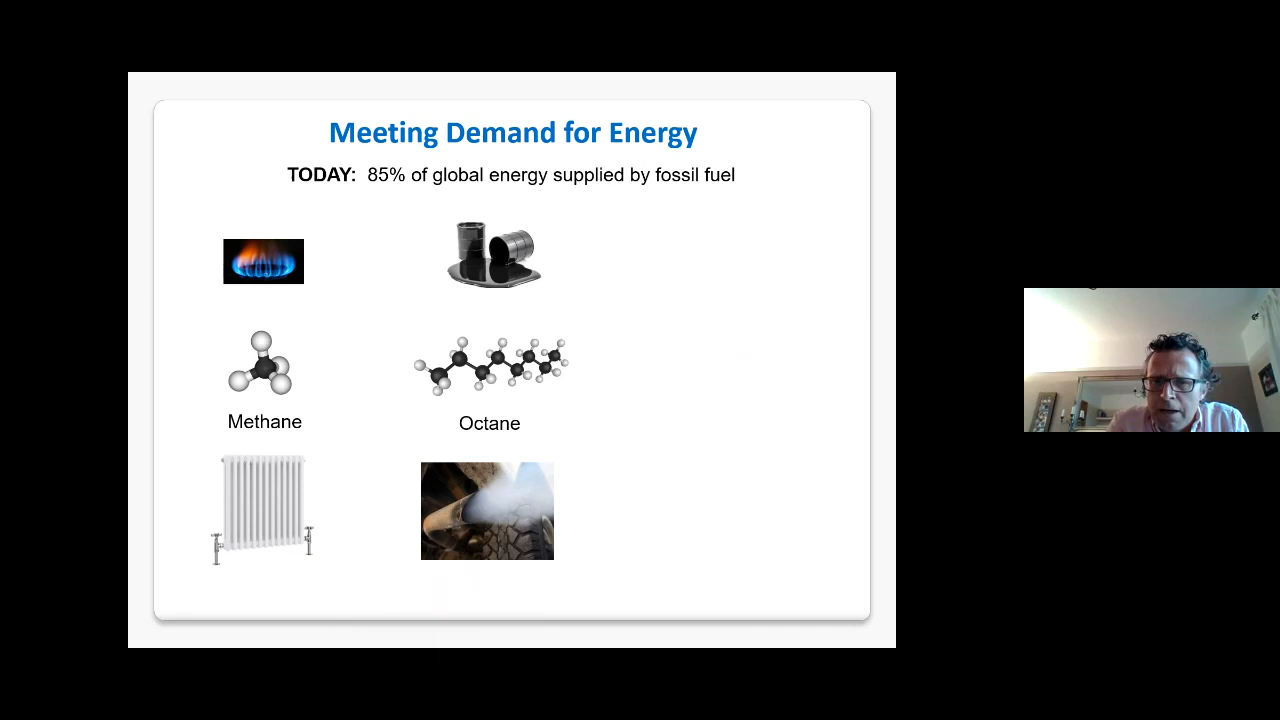 Meeting Demand for Energy
TODAY: 85% of global energy supplied by fossil fuel
Methane
Octane